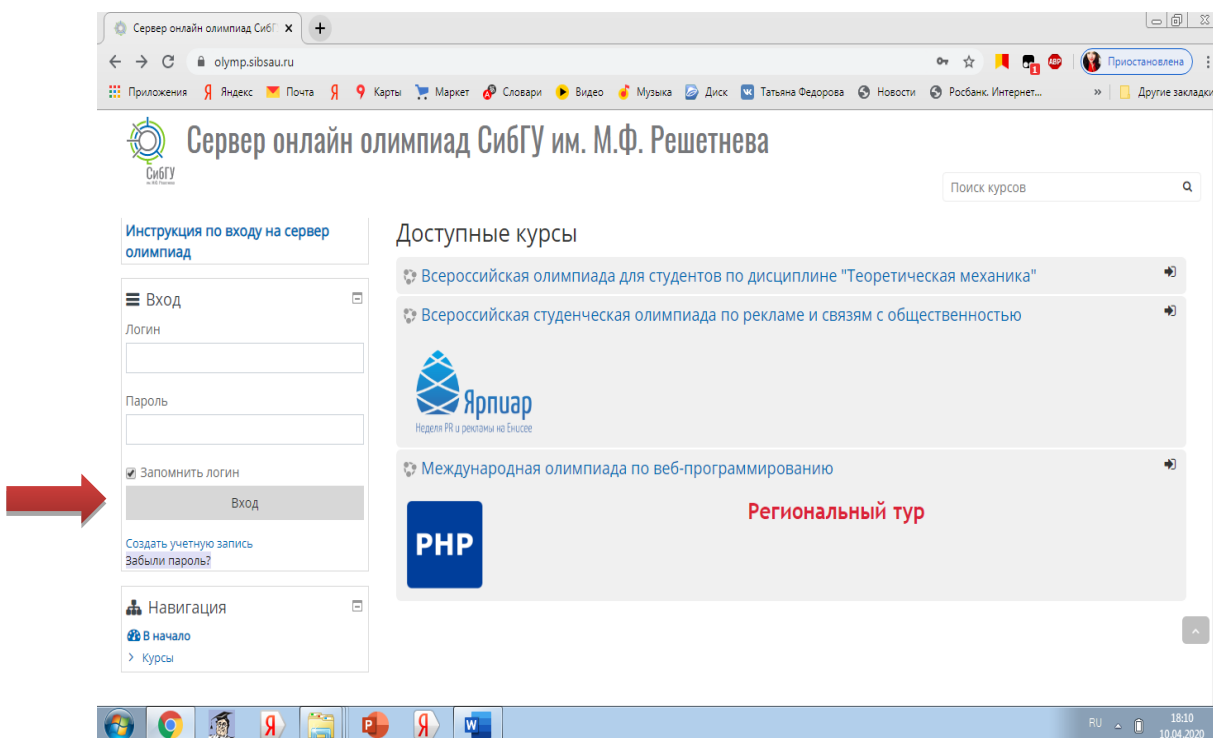 Сервер онлайн олимпиад СибГ
olymp.sibsau.ru
1
ABP
Приостановлена
Приложения Яндекс Почта Карты Маркет Словари Видео Музыка Диск Татьяна Федорова Новости Росбанк. Интернет... » Другие закладки
Сервер онлайн олимпиад СибГУ им. М.Ф. Решетнева
СибГУ
Поиск курсов
Инструкция по входу на сервер
олимпиад
Вход
Логин
Пароль
Запомнить логин
Вход
Создать учетную запись
Забыли пароль?
Навигация
В начало
Курсы
Доступные курсы
Всероссийская олимпиада для студентов по дисциплине "Теоретическая механика"
Всероссийская студенческая олимпиада по рекламе и связям с общественностью
Ярпиар
Неделя PR и рекламы на Енисее
Международная олимпиада по веб-программированию
PHP
Региональный тур
RU
18:10
10.04.2020